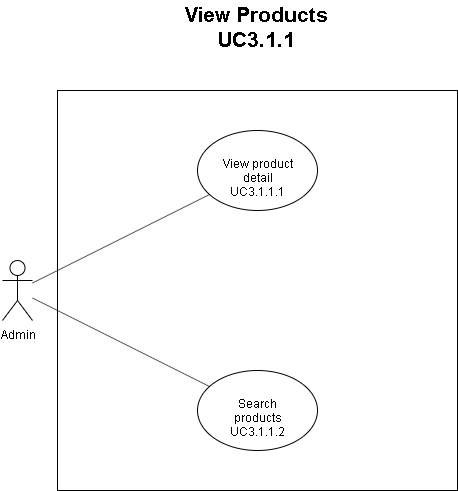 View Products
UC3.1.1
View product
detail
UC3.1.1.1
Admin
Search
products
UC3.1.1.2